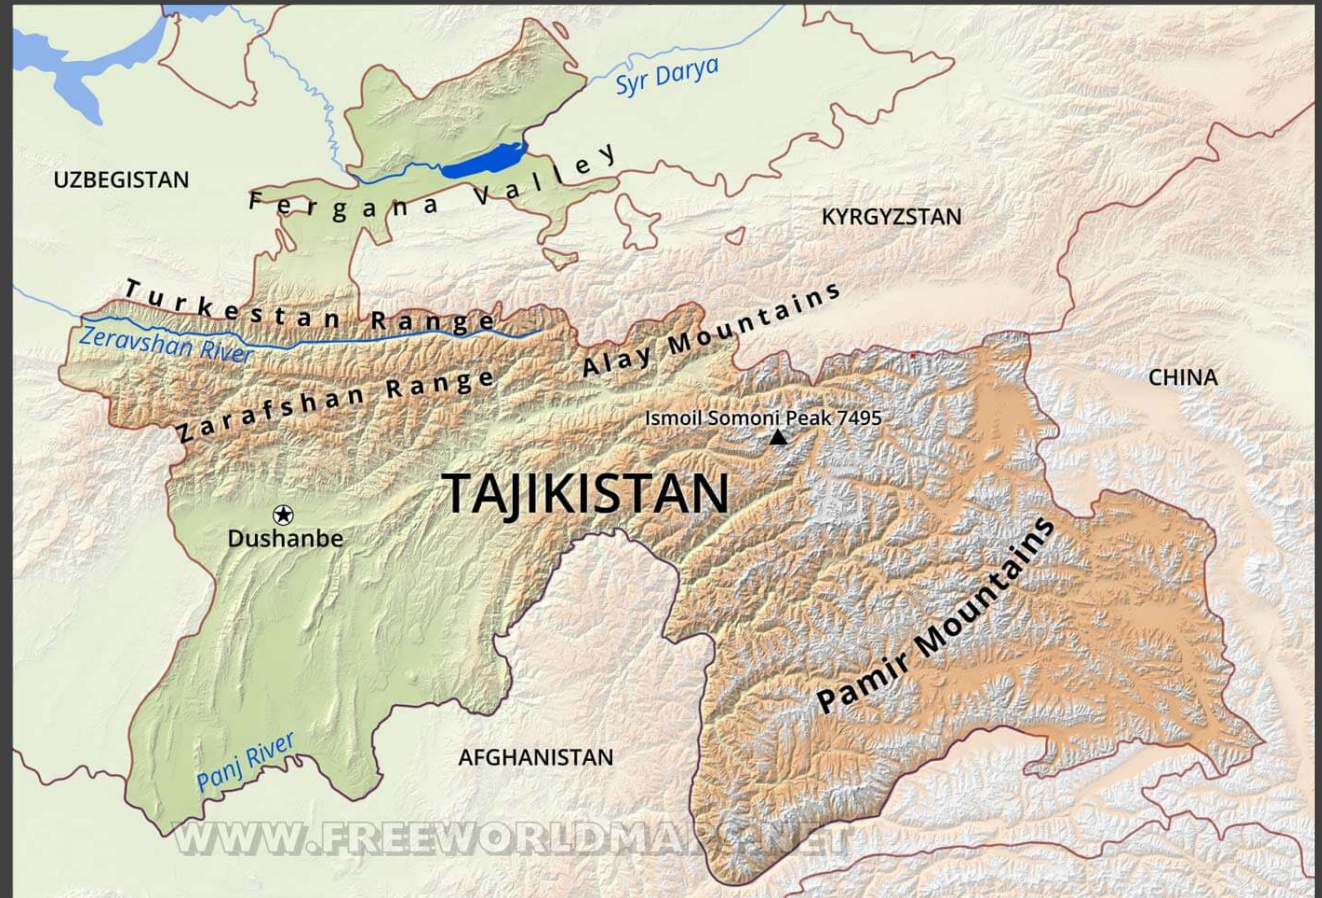 Syr Darya
UZBEGISTAN
Fergana Valley
KYRGYZSTAN
Turkestan Range
Zeravshan River
Alay Mountains
Zarafshan Range
CHINA
Ismoil Somoni Peak 7495
TAJIKISTAN
Dushanbe
Pamir Mountains
Panj River
AFGHANISTAN
WWW.FREEWORLDMAPS.NET